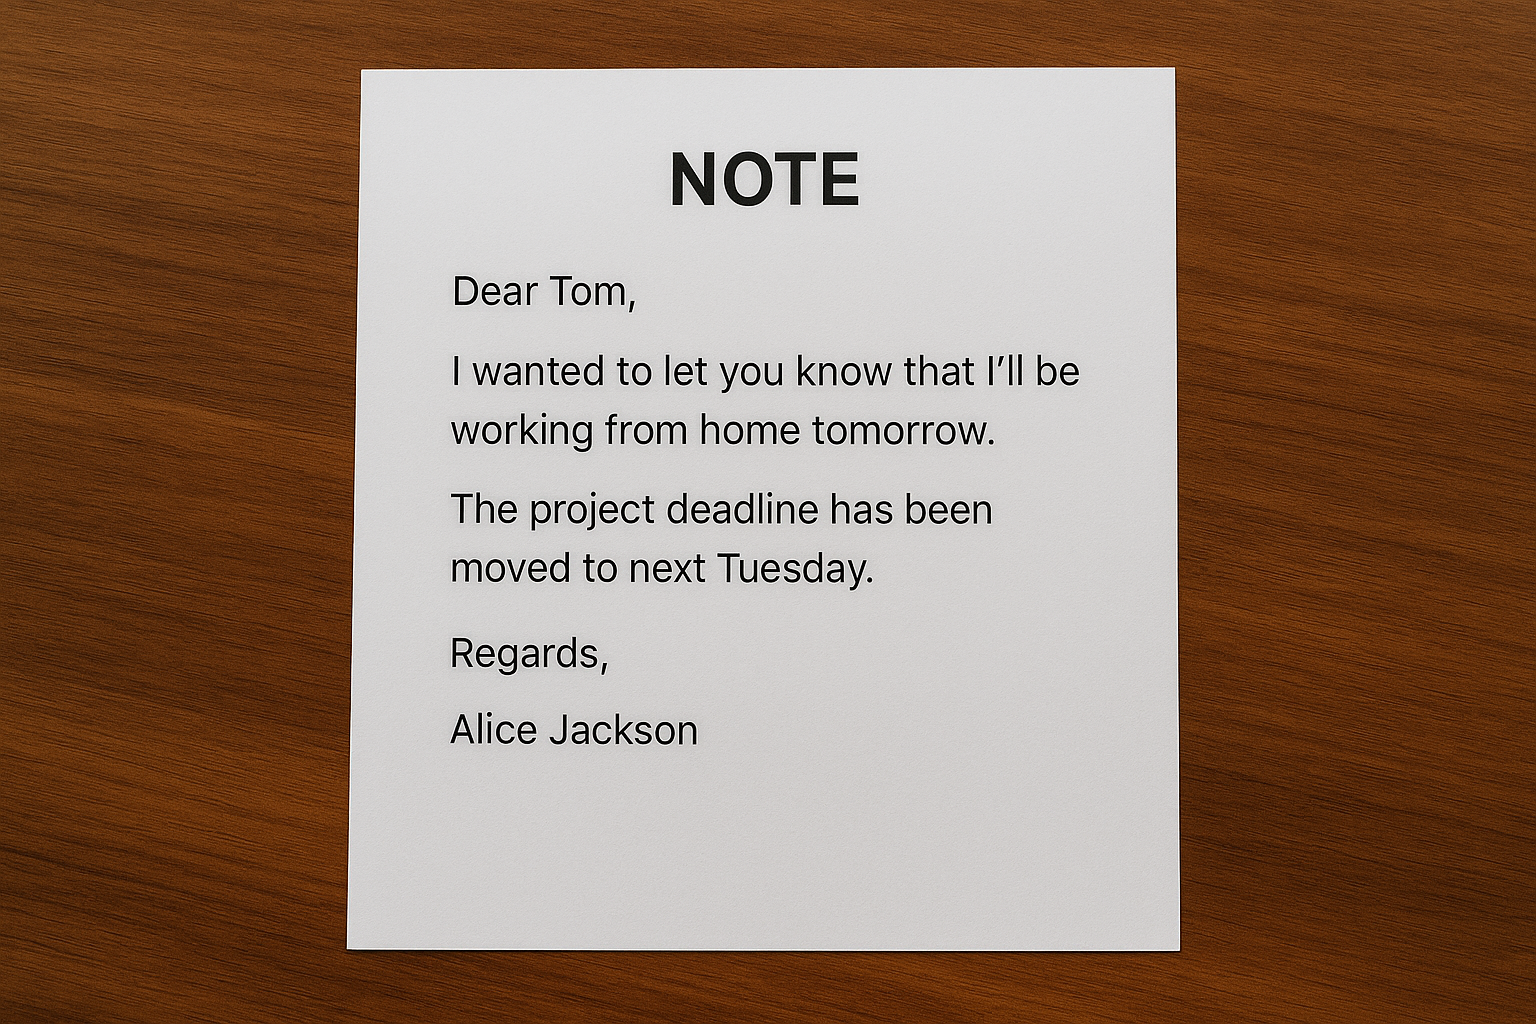 NOTE
Dear Tom,
I wanted to let you know that I’ll be
working from home tomorrow.
The project deadline has been
moved to next Tuesday.
Regards,
Alice Jackson